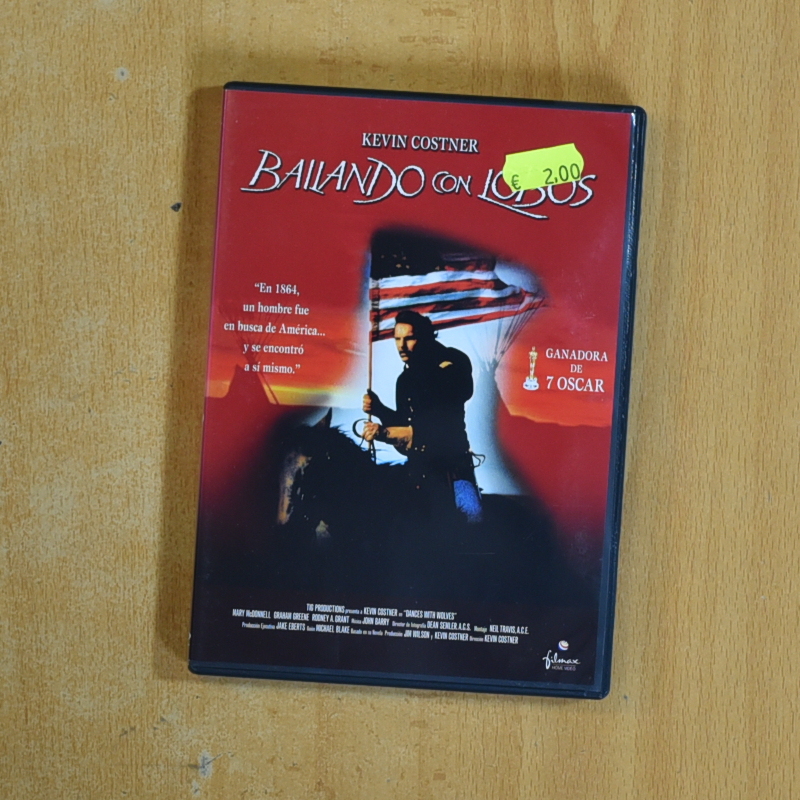 KEVIN COSTNER
BAILANDO CON LOBOS
€ 2,00
"En 1864,
un hombre fue
en busca de América...
y se encontró
a sí mismo."
GANADORA
DE
7 OSCAR
TIG PRODUCTIONS presenta a KEVIN COSTNER en "DANCES WITH WOLVES"
MARY McDONNELL GRAHAM GREENE RODNEY A. GRANT Música JOHN BARRY Director de fotografía DEAN SEMLER, A.C.S. Montaje NEIL TRAVIS, A.C.E.
Producción Ejecutiva JAKE EBERTS Guión MICHAEL BLAKE Basado en su Novela Producción JIM WILSON y KEVIN COSTNER Dirección KEVIN COSTNER
filmax
HOME VIDEO